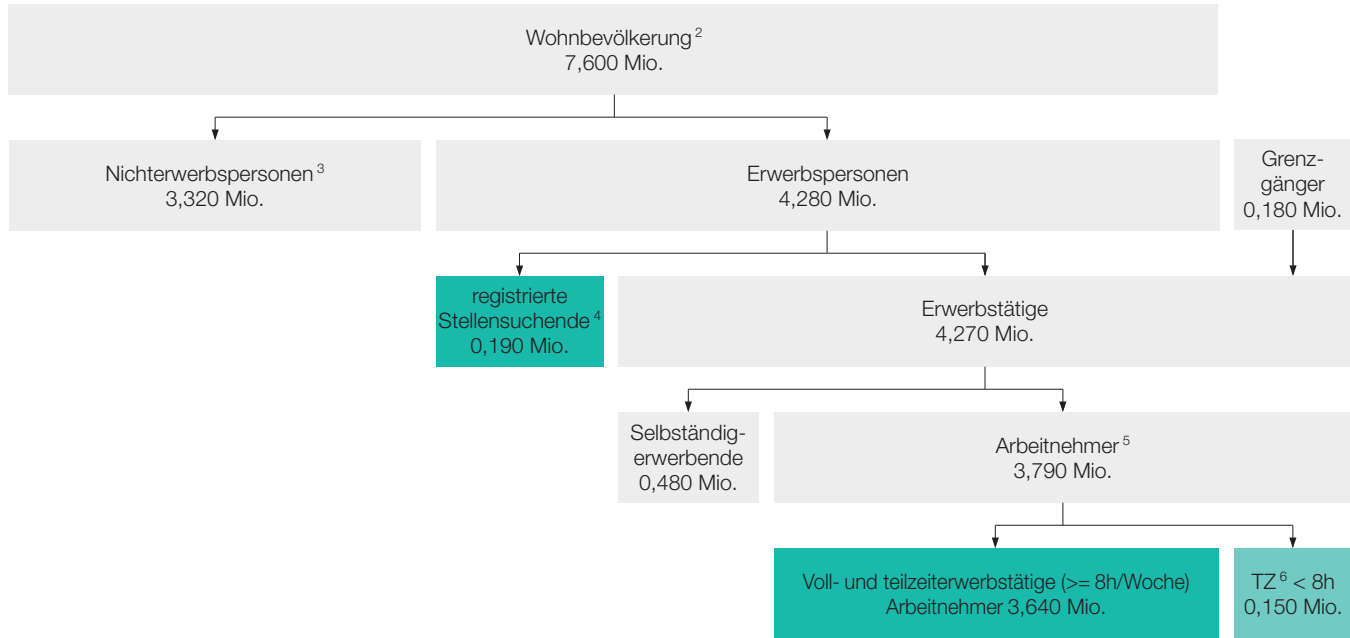 Wohnbevölkerung 2
7,600 Mio.
Nichterwerbspersonen 3
3,320 Mio.
Erwerbspersonen
4,280 Mio.
Grenz-
gänger
0,180 Mio.
registrierte
Stellensuchende 4
0,190 Mio.
Erwerbstätige
4,270 Mio.
Selbständig-
erwerbende
0,480 Mio.
Arbeitnehmer 5
3,790 Mio.
Voll- und teilzeiterwerbstätige (>= 8h/Woche)
Arbeitnehmer 3,640 Mio.
TZ 6 < 8h
0,150 Mio.